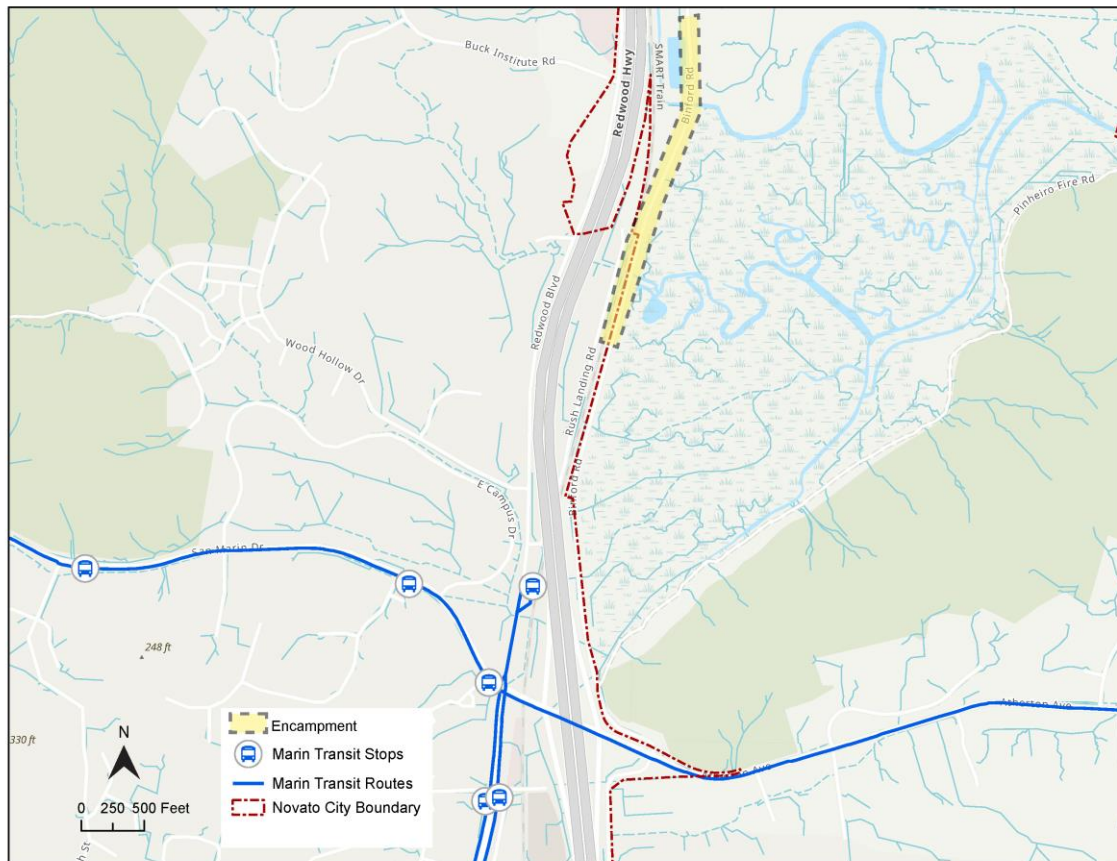 Buck Institute Rd
Redwood Hwy
SMART Train
Binford Rd
Pinheiro Fire Rd
Redwood Blvd
Wood Hollow Dr
Rush Landing Rd
Binford Rd
E Campus Dr
San Marin Dr
248 ft
330 ft
Atherton Ave
Ave
N
0 250 500 Feet
Encampment
Marin Transit Stops
Marin Transit Routes
Novato City Boundary
St